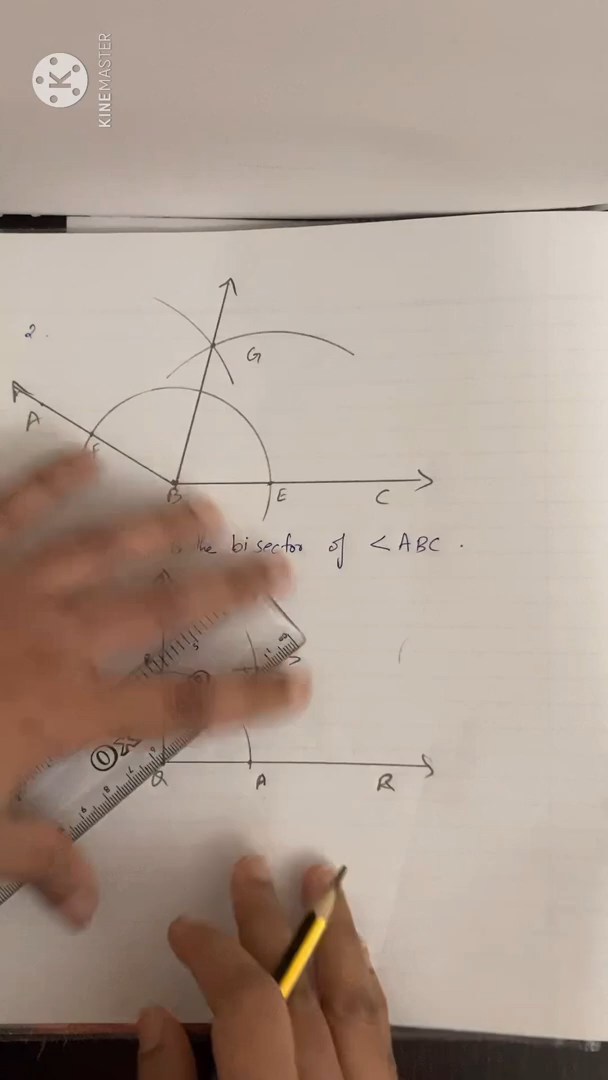 KINEMASTER
2.
G
A
F
B
E
C
the bisector of <ABC .
Q
A
R